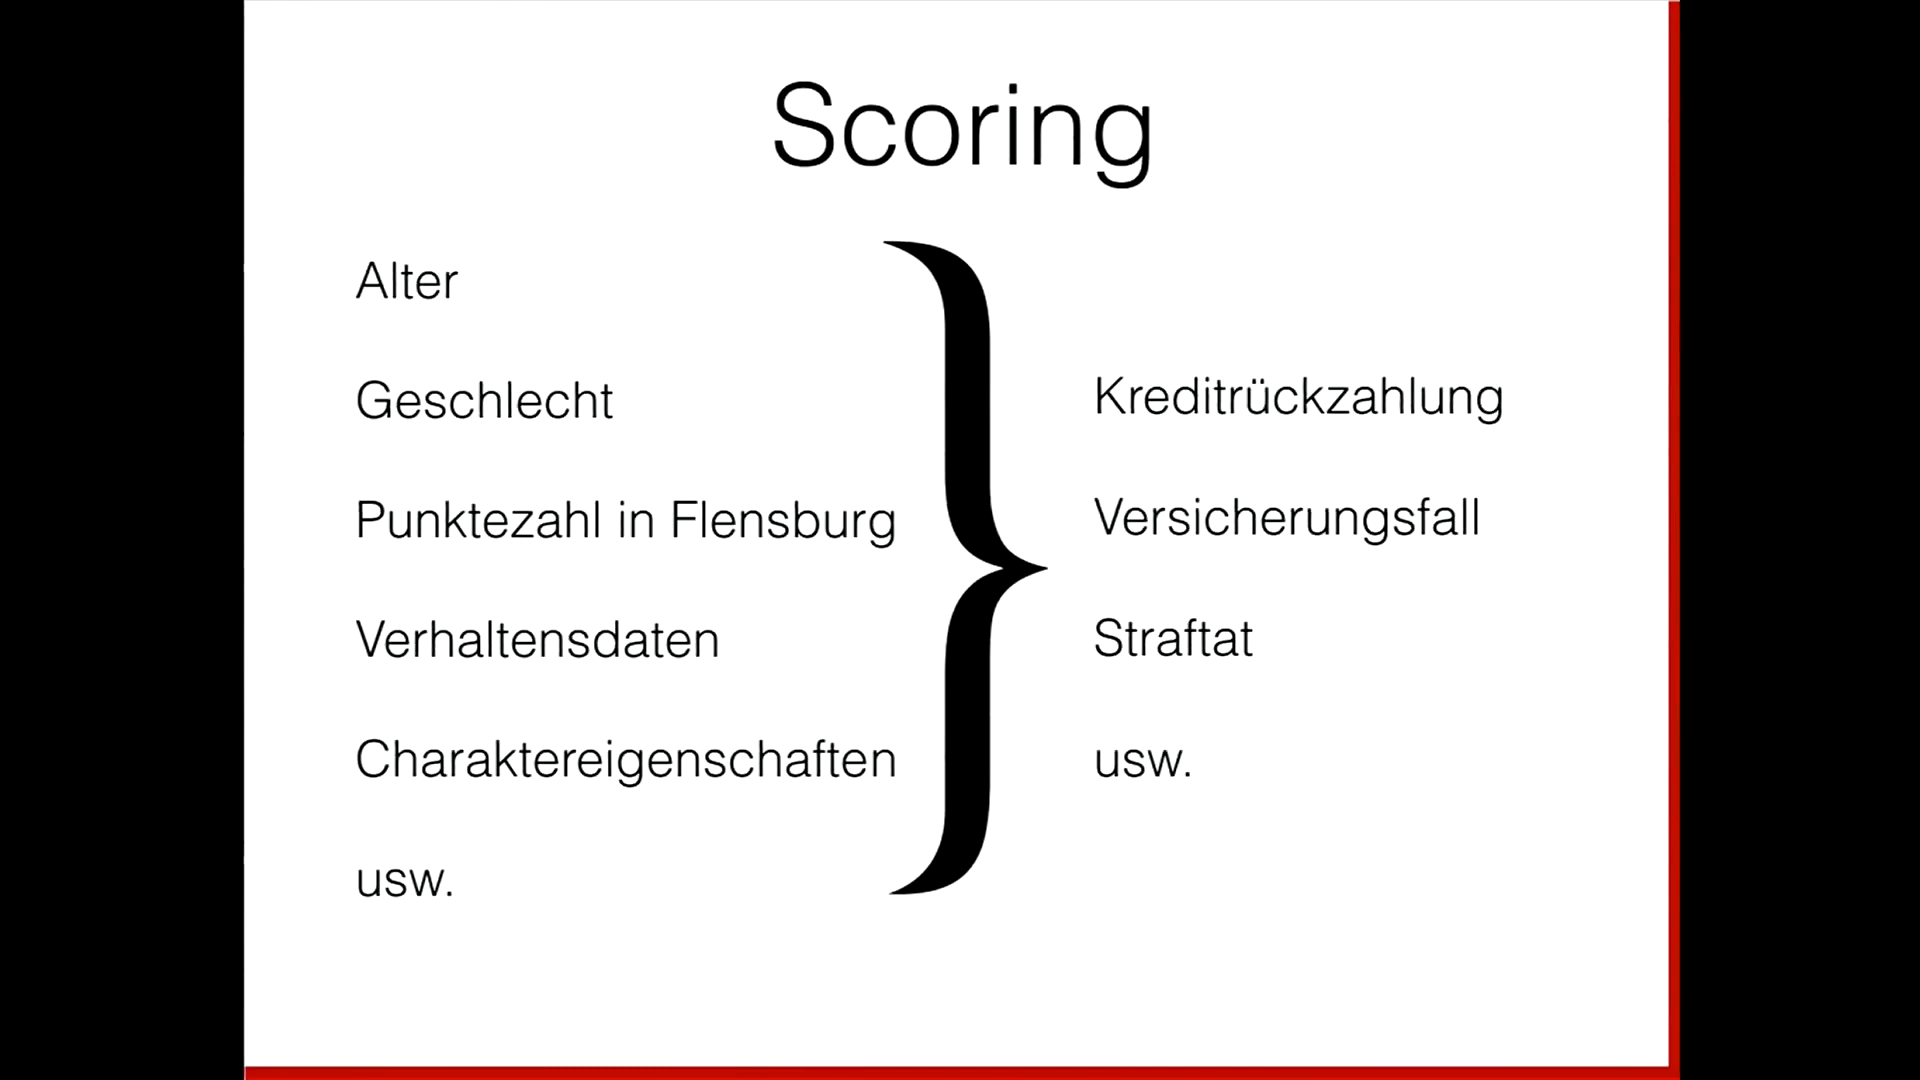 Scoring
Alter
Geschlecht
Punktezahl in Flensburg
Verhaltensdaten
Charaktereigenschaften
usw.
Kreditrückzahlung
Versicherungsfall
Straftat
usw.